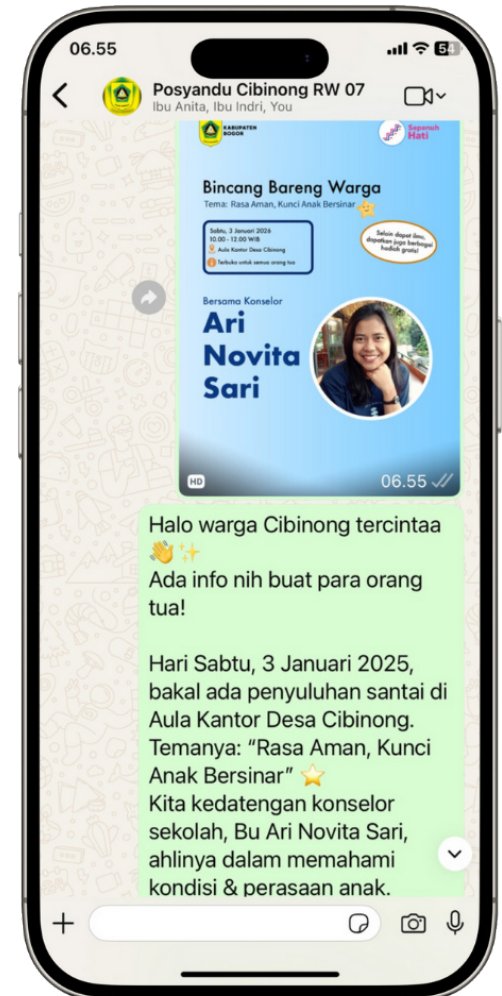 06.55
54
Posyandu Cibinong RW 07
Ibu Anita, Ibu Indri, You
KABUPATEN
BOGOR
Sepenuh
Hati
Bincang Bareng Warga
Tema: Rasa Aman, Kunci Anak Bersinar
Sabtu, 3 Januari 2026
10.00 - 12.00 WIB
Aula Kantor Desa Cibinong
Terbuka untuk semua orang tua
Selain dapat ilmu,
dapatkan juga berbagai
hadiah gratis!
Bersama Konselor
Ari
Novita
Sari
HD
06.55
Halo warga Cibinong tercintaa
👋✨
Ada info nih buat para orang
tua!
Hari Sabtu, 3 Januari 2025,
bakal ada penyuluhan santai di
Aula Kantor Desa Cibinong.
Temanya: “Rasa Aman, Kunci
Anak Bersinar” ⭐
Kita kedatengan konselor
sekolah, Bu Ari Novita Sari,
ahlinya dalam memahami
kondisi & perasaan anak.